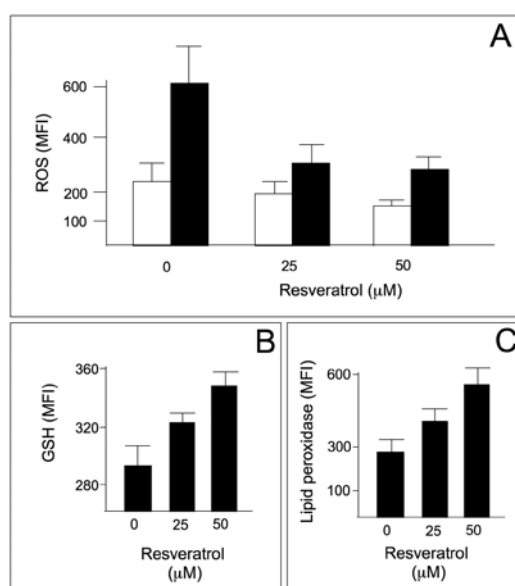 A
ROS (MFI)
600
400
200
100
0 25 50
Resveratrol (μM)
B
GSH (MFI)
360
320
280
0 25 50
Resveratrol
(μM)
C
Lipid peroxidase (MFI)
600
300
100
0 25 50
Resveratrol
(μM)